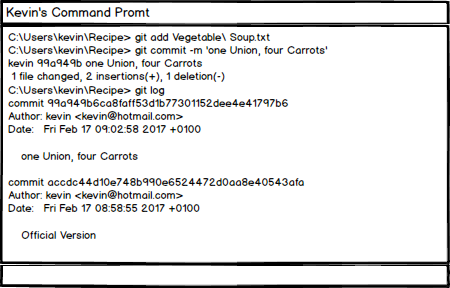 Kevin's Command Promt
C:\Users\kevin\Recipe> git add Vegetable\ Soup.txt
C:\Users\kevin\Recipe> git commit -m 'one Union, four Carrots'
kevin 99a949b one Union, four Carrots
1 file changed, 2 insertions(+), 1 deletion(-)
C:\Users\kevin\Recipe> git log
commit 99a949b6ca8faff53d1b77301152dee4e41797b6
Author: kevin <kevin@hotmail.com>
Date: Fri Feb 17 09:02:58 2017 +0100
one Union, four Carrots
commit accdc44d10e748b990e6524472d0aa8e40543afa
Author: kevin <kevin@hotmail.com>
Date: Fri Feb 17 08:58:55 2017 +0100
Official Version